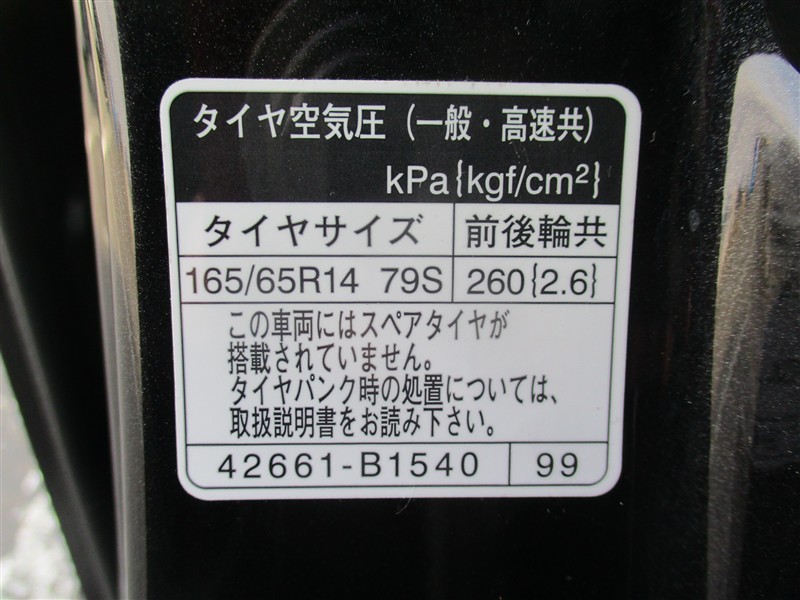 タイヤ空気圧（一般・高速共）
kPa{kgf/cm²}
タイヤサイズ 前後輪共
165/65R14 79S 260{2.6}
この車両にはスペアタイヤが
搭載されていません。
タイヤパンク時の処置については、
取扱説明書をお読み下さい。
42661-B1540 99